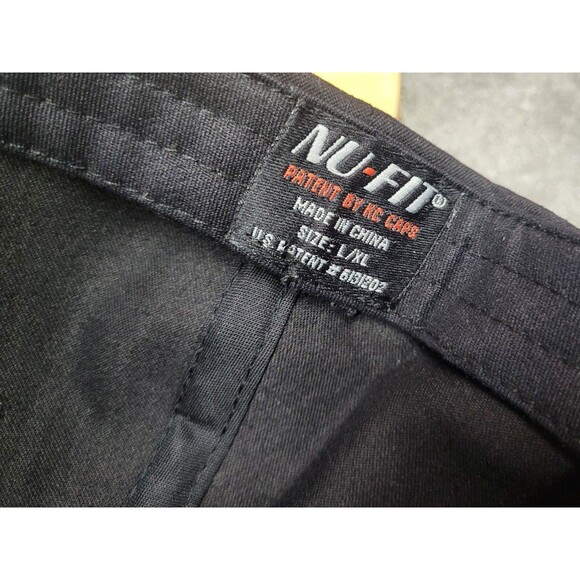 NU-FIT®
PATENT BY KC CAPS
MADE IN CHINA
SIZE: L/XL
U.S. PATENT # 6131202